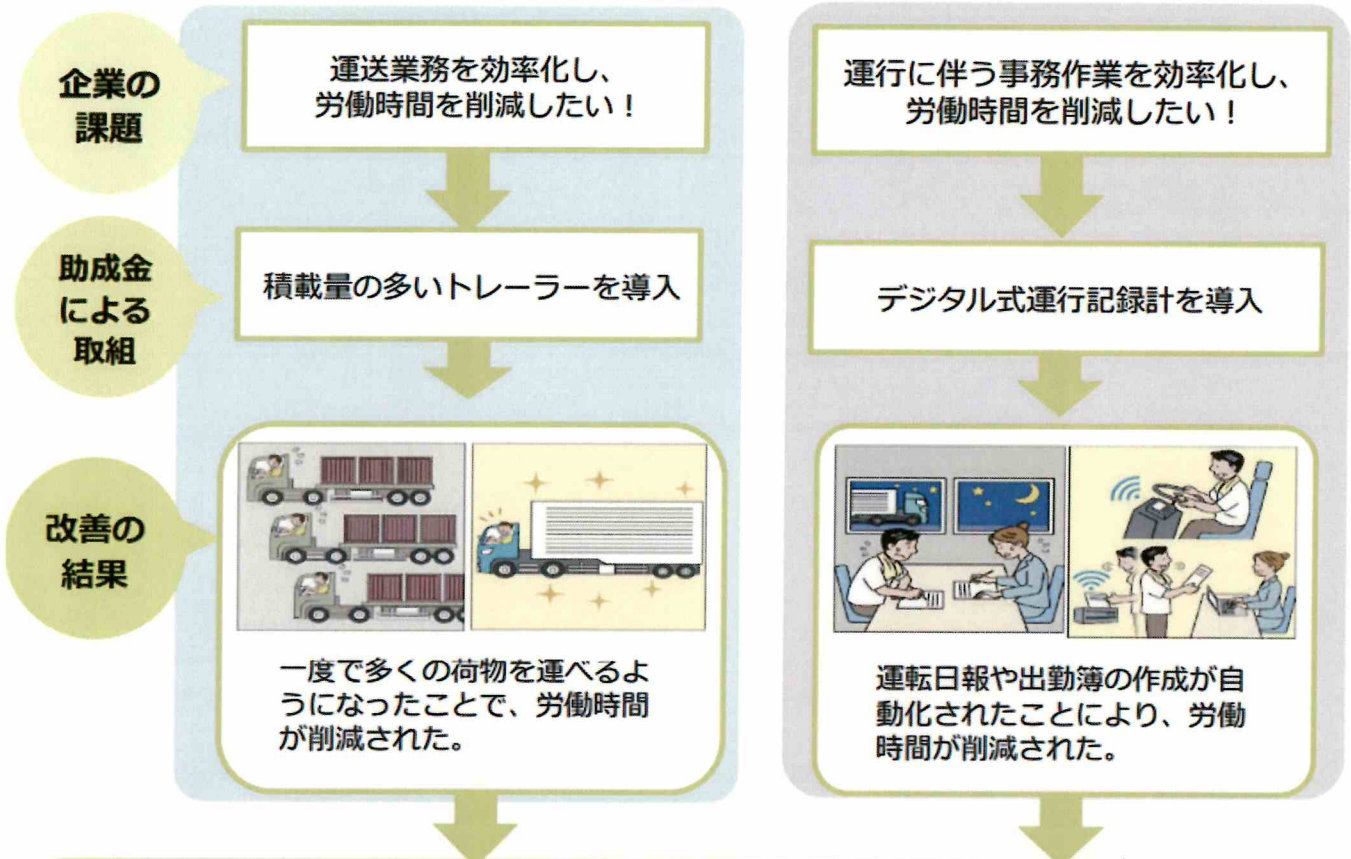 企業の
課題
運送業務を効率化し、
労働時間を削減したい！
運行に伴う事務作業を効率化し、
労働時間を削減したい！
助成金
による
取組
積載量の多いトレーラーを導入
デジタル式運行記録計を導入
改善の
結果
一度で多くの荷物を運べるよ
うになったことで、労働時間
が削減された。
運転日報や出勤簿の作成が自
動化されたことにより、労働
時間が削減された。